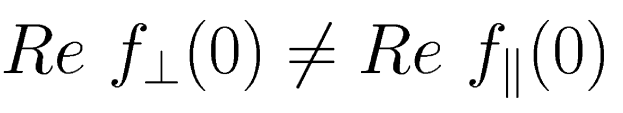 Re f⊥(0) ≠ Re f∥(0)